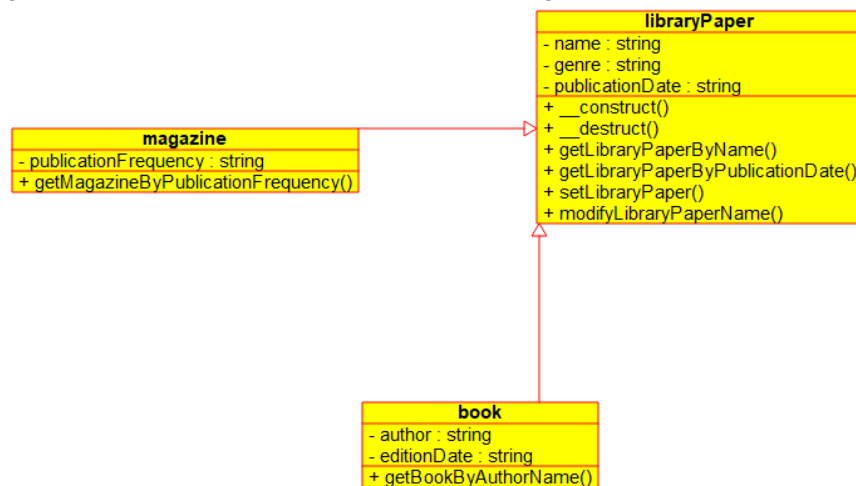 libraryPaper
- name : string
- genre : string
- publicationDate : string
+ __construct()
+ __destruct()
+ getLibraryPaperByName()
+ getLibraryPaperByPublicationDate()
+ setLibraryPaper()
+ modifyLibraryPaperName()
magazine
- publicationFrequency : string
+ getMagazineByPublicationFrequency()
book
- author : string
- editionDate : string
+ getBookByAuthorName()